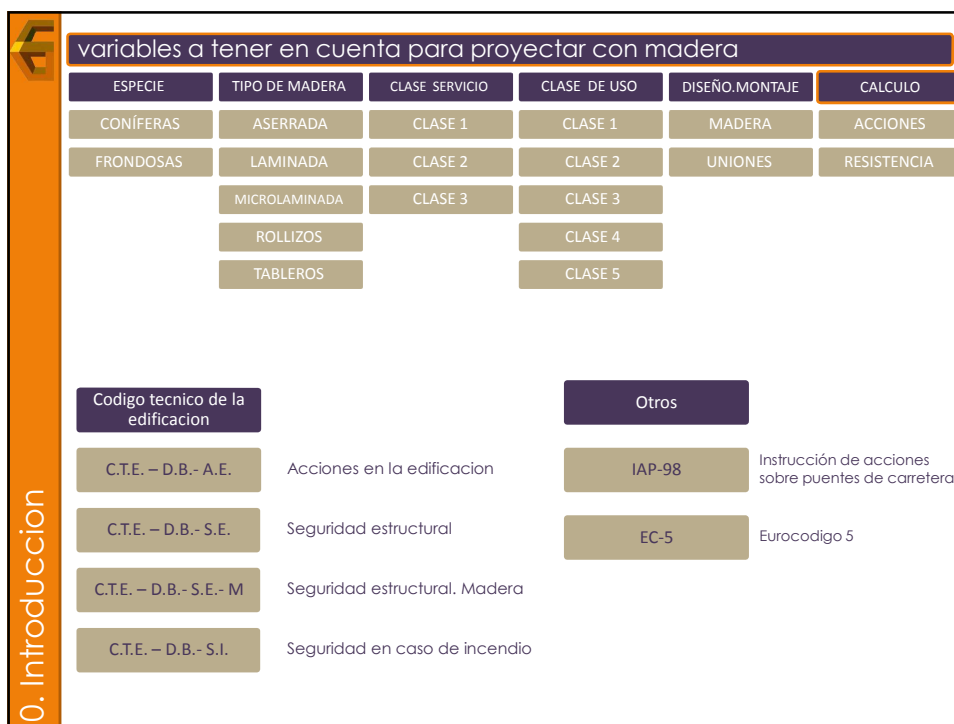 variables a tener en cuenta para proyectar con madera
ESPECIE TIPO DE MADERA CLASE SERVICIO CLASE DE USO DISEÑO.MONTAJE CALCULO
CONÍFERAS ASERRADA CLASE 1 CLASE 1 MADERA ACCIONES
FRONDOSAS LAMINADA CLASE 2 CLASE 2 UNIONES RESISTENCIA
MICROLAMINADA CLASE 3 CLASE 3
ROLLIZOS CLASE 4
TABLEROS CLASE 5
Codigo tecnico de la
edificacion
C.T.E. – D.B.- A.E. Acciones en la edificacion
C.T.E. – D.B.- S.E. Seguridad estructural
C.T.E. – D.B.- S.E.- M Seguridad estructural. Madera
C.T.E. – D.B.- S.I. Seguridad en caso de incendio
Otros
IAP-98 Instrucción de acciones
sobre puentes de carretera
EC-5 Eurocodigo 5
0. Introduccion